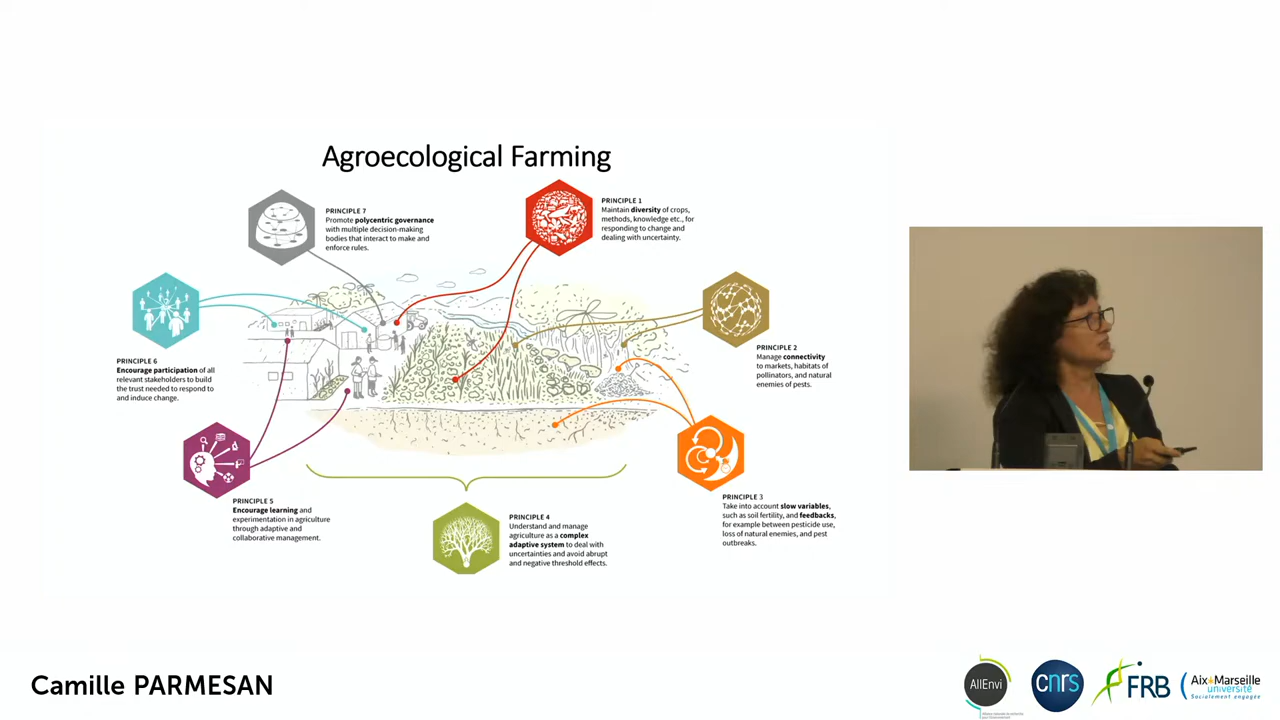 Agroecological Farming
PRINCIPLE 7
Promote polycentric governance
with multiple decision-making
bodies that interact to make and
enforce rules.
PRINCIPLE 1
Maintain diversity of crops,
methods, knowledge etc., for
responding to change and
dealing with uncertainty.
PRINCIPLE 2
Manage connectivity
to markets, habitats of
pollinators, and natural
enemies of pests.
PRINCIPLE 6
Encourage participation of all
relevant stakeholders to build
the trust needed to respond to
and induce change.
PRINCIPLE 5
Encourage learning and
experimentation in agriculture
through adaptive and
collaborative management.
PRINCIPLE 4
Understand and manage
agriculture as a complex
adaptive system to deal with
uncertainties and avoid abrupt
and negative threshold effects.
PRINCIPLE 3
Take into account slow variables,
such as soil fertility, and feedbacks,
for example between pesticide use,
loss of natural enemies, and pest
outbreaks.
Camille PARMESAN
AllEnvi
cnrs
FRB
Aix Marseille
université
Socialement engagée